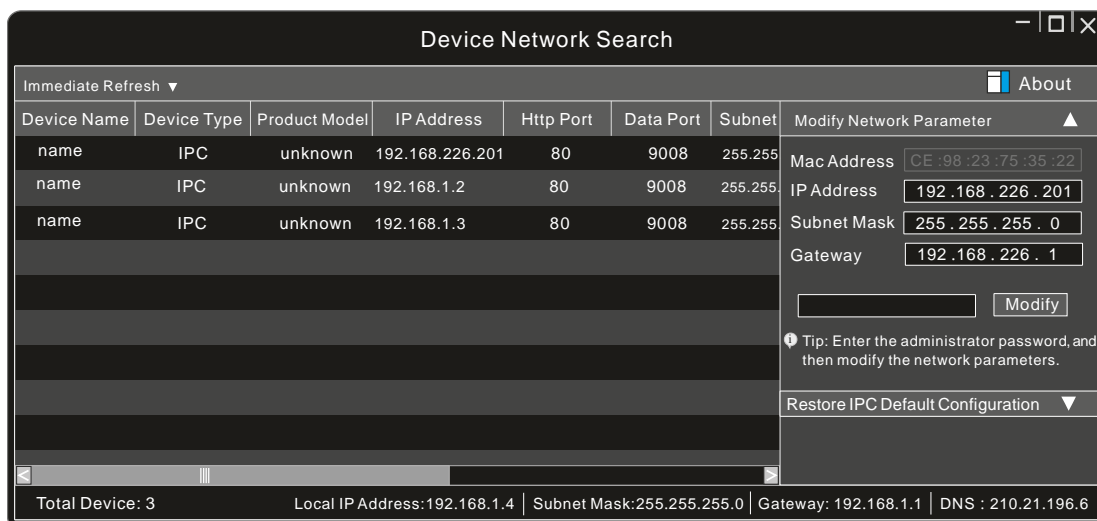 Device Network Search
Immediate Refresh ▼ About
Device Name Device Type Product Model IP Address Http Port Data Port Subnet
name IPC unknown 192.168.226.201 80 9008 255.255
name IPC unknown 192.168.1.2 80 9008 255.255.
name IPC unknown 192.168.1.3 80 9008 255.255.
Modify Network Parameter
Mac Address CE :98 :23 :75 :35 :22
IP Address 192 .168 . 226 . 201
Subnet Mask 255 . 255 . 255 . 0
Gateway 192 .168 . 226 . 1
Modify
Tip: Enter the administrator password, and
then modify the network parameters.
Restore IPC Default Configuration
Total Device: 3 Local IP Address:192.168.1.4 Subnet Mask:255.255.255.0 Gateway: 192.168.1.1 DNS : 210.21.196.6